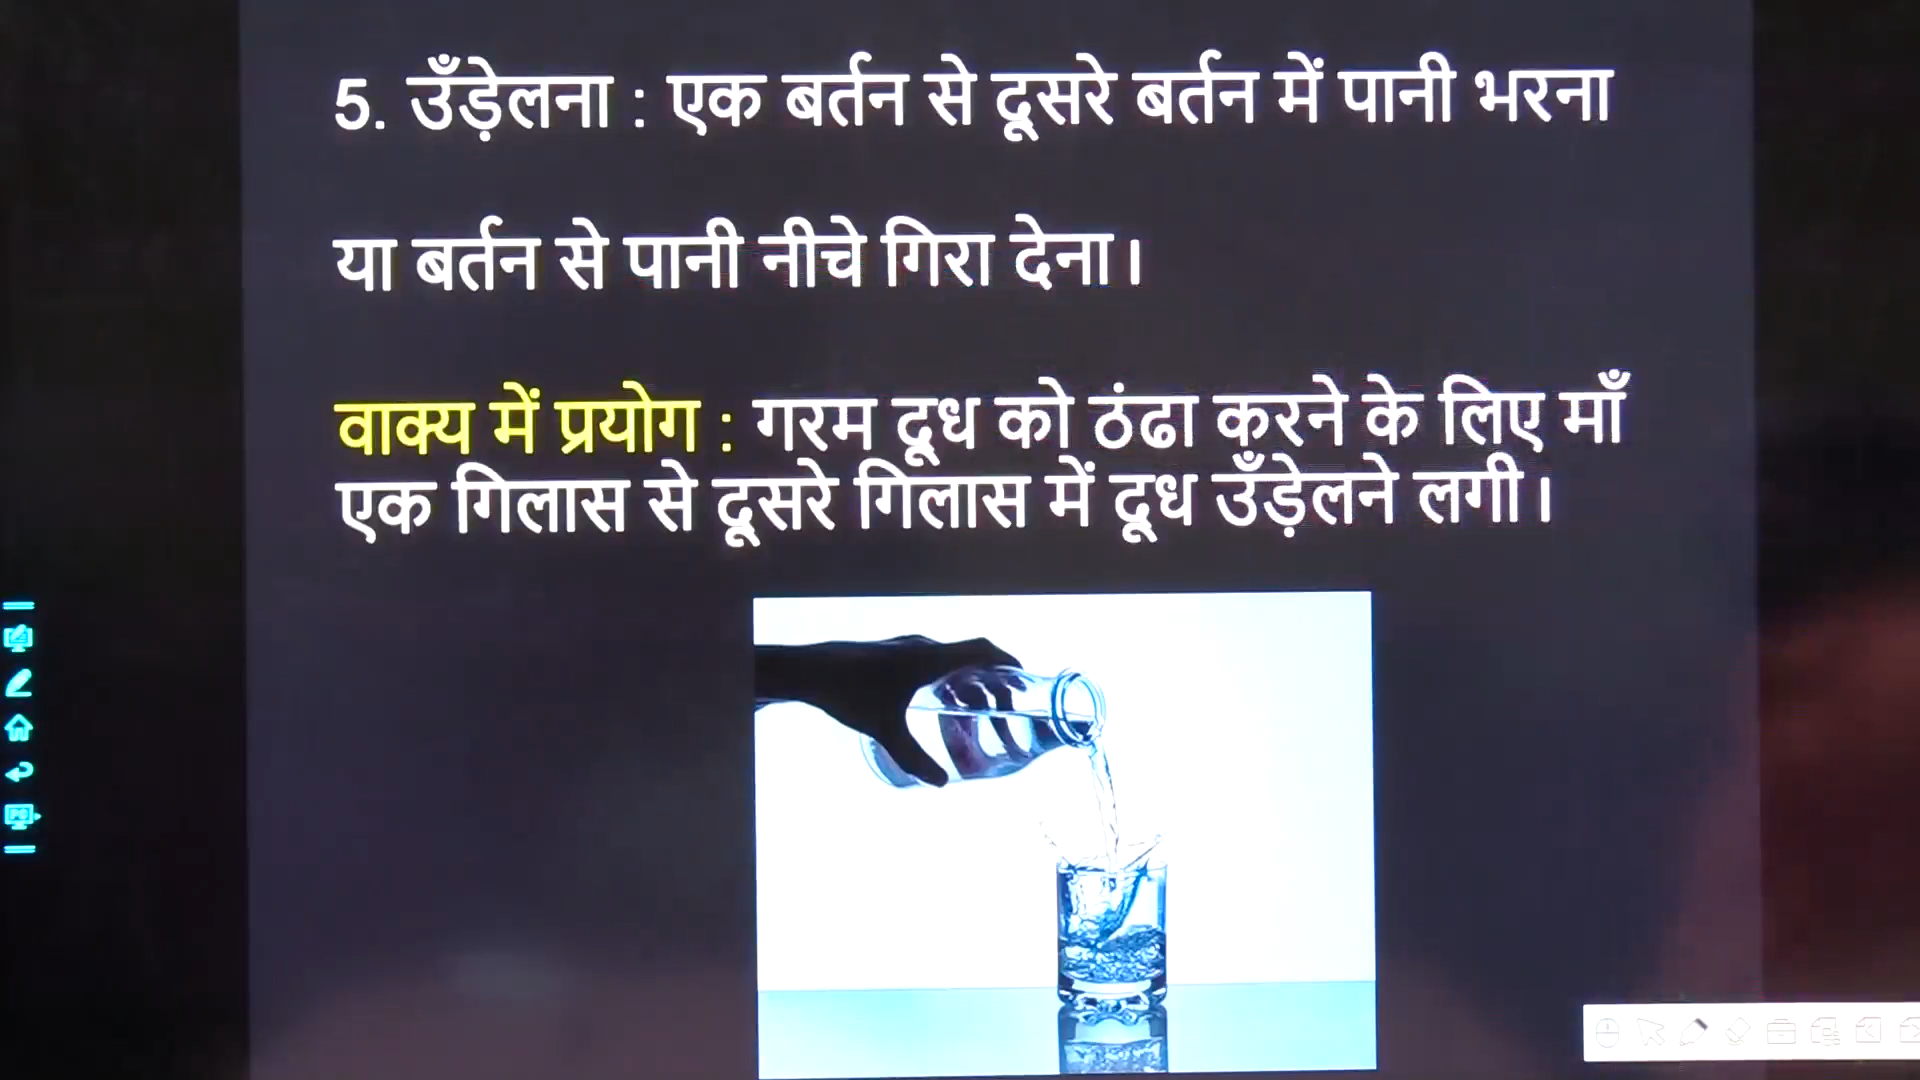 5. उँड़ेलना : एक बर्तन से दूसरे बर्तन में पानी भरना
या बर्तन से पानी नीचे गिरा देना।
वाक्य में प्रयोग : गरम दूध को ठंढा करने के लिए माँ
एक गिलास से दूसरे गिलास में दूध उँड़ेलने लगी।